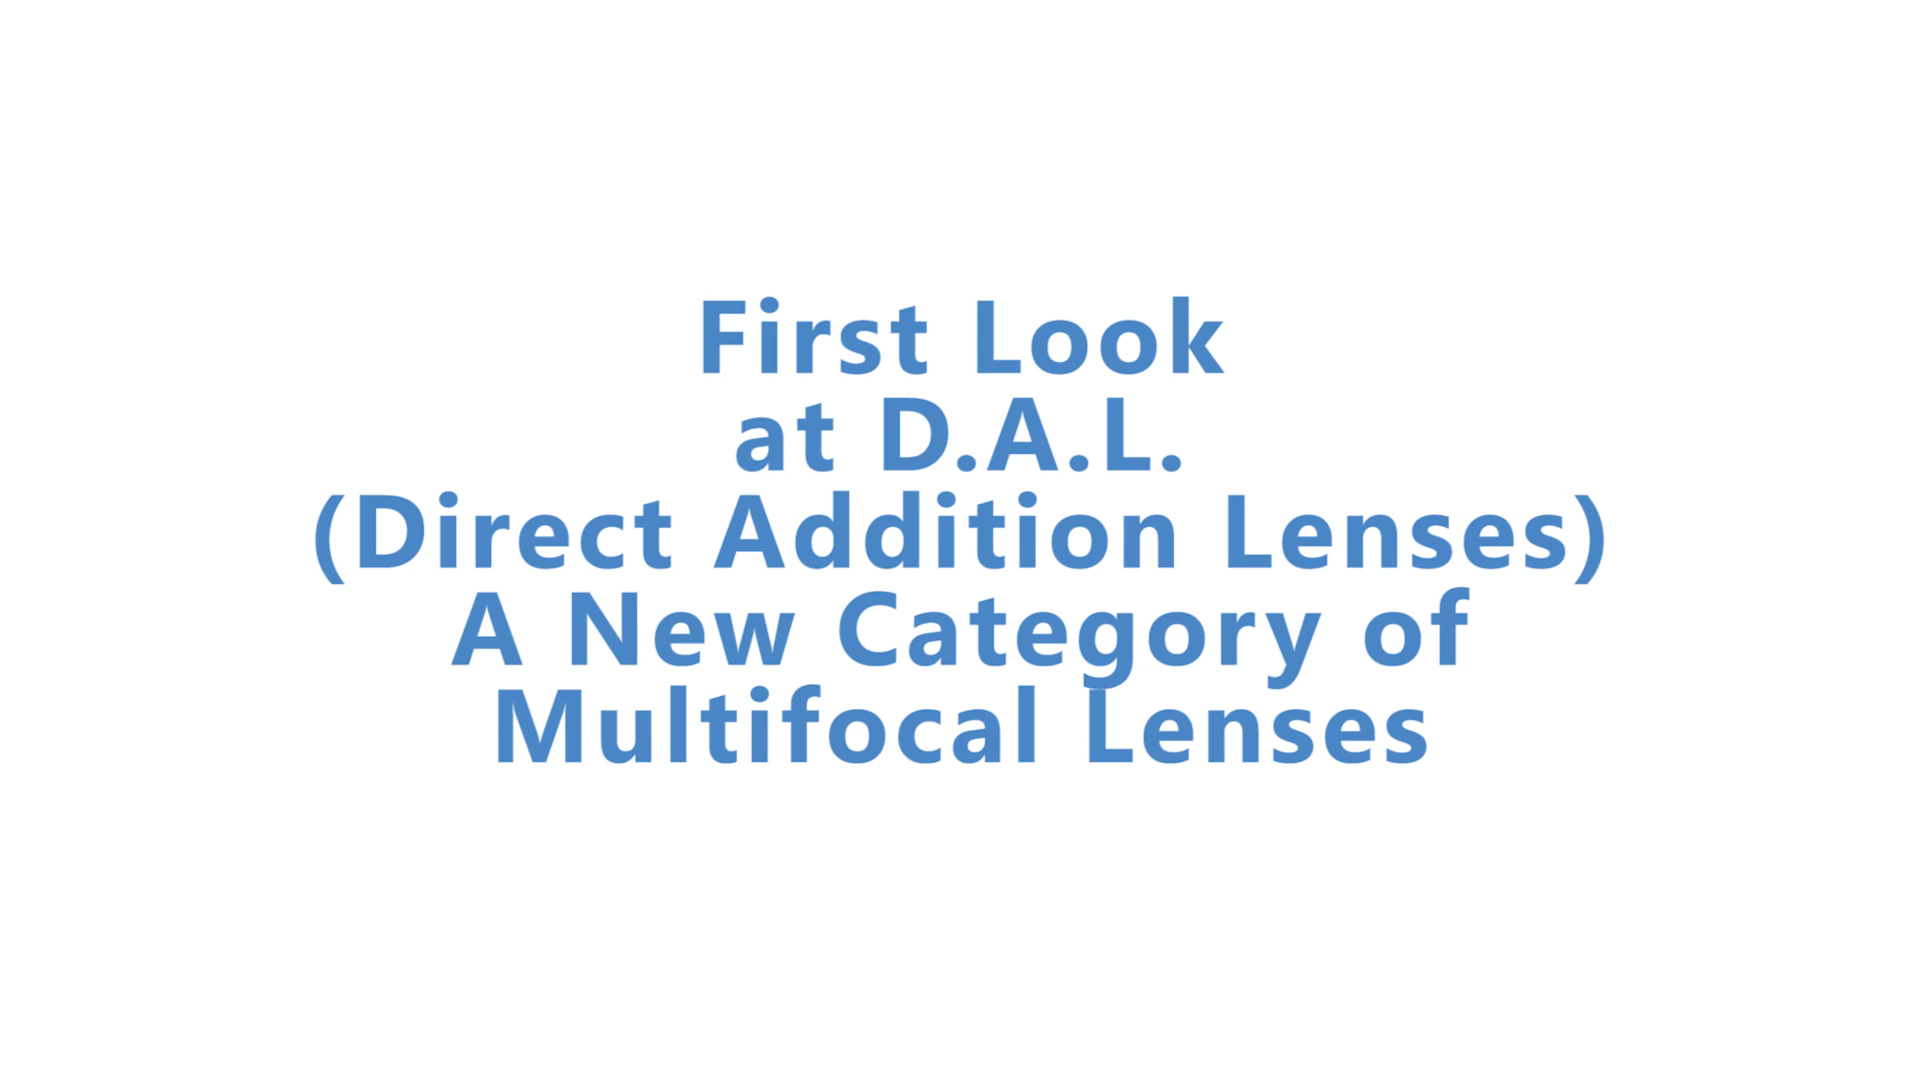 First Look
at D.A.L.
(Direct Addition Lenses)
A New Category of
Multifocal Lenses